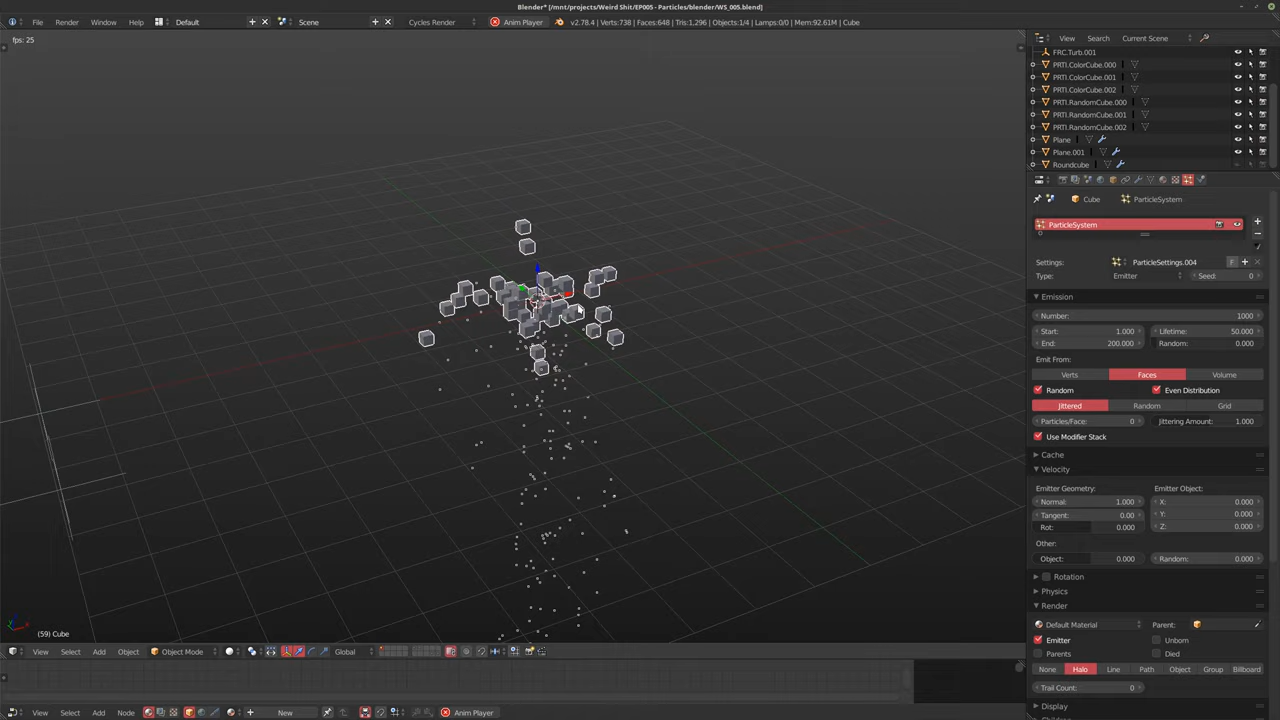 Blender* [/mnt/projects/Weird Shit/EP005 - Particles/blender/WS_005.blend]
File Render Window Help Default Scene Cycles Render Anim Player v2.78.4 | Verts:738 | Faces:648 | Tris:1,296 | Objects:1/4 | Lamps:0/0 | Mem:92.61M | Cube
fps: 25
View Search Current Scene
FRC.Turb.001
PRTI.ColorCube.000
PRTI.ColorCube.001
PRTI.ColorCube.002
PRTI.RandomCube.000
PRTI.RandomCube.001
PRTI.RandomCube.002
Plane
Plane.001
Roundcube
Cube ParticleSystem
ParticleSystem
Settings: ParticleSettings.004 F
Type: Emitter Seed: 0
Emission
Number: 1000
Start: 1.000 Lifetime: 50.000
End: 200.000 Random: 0.000
Emit From:
Verts Faces Volume
Random Even Distribution
Jittered Random Grid
Particles/Face: 0 Jittering Amount: 1.000
Use Modifier Stack
Cache
Velocity
Emitter Geometry: Emitter Object:
Normal: 1.000 X: 0.000
Tangent: 0.00 Y: 0.000
Rot: 0.000 Z: 0.000
Other:
Object: 0.000 Random: 0.000
Rotation
Physics
Render
Default Material Parent:
Emitter Unborn
Parents Died
None Halo Line Path Object Group Billboard
Trail Count: 0
Display
(59) Cube
View Select Add Object Object Mode Global
View Select Add Node New Anim Player